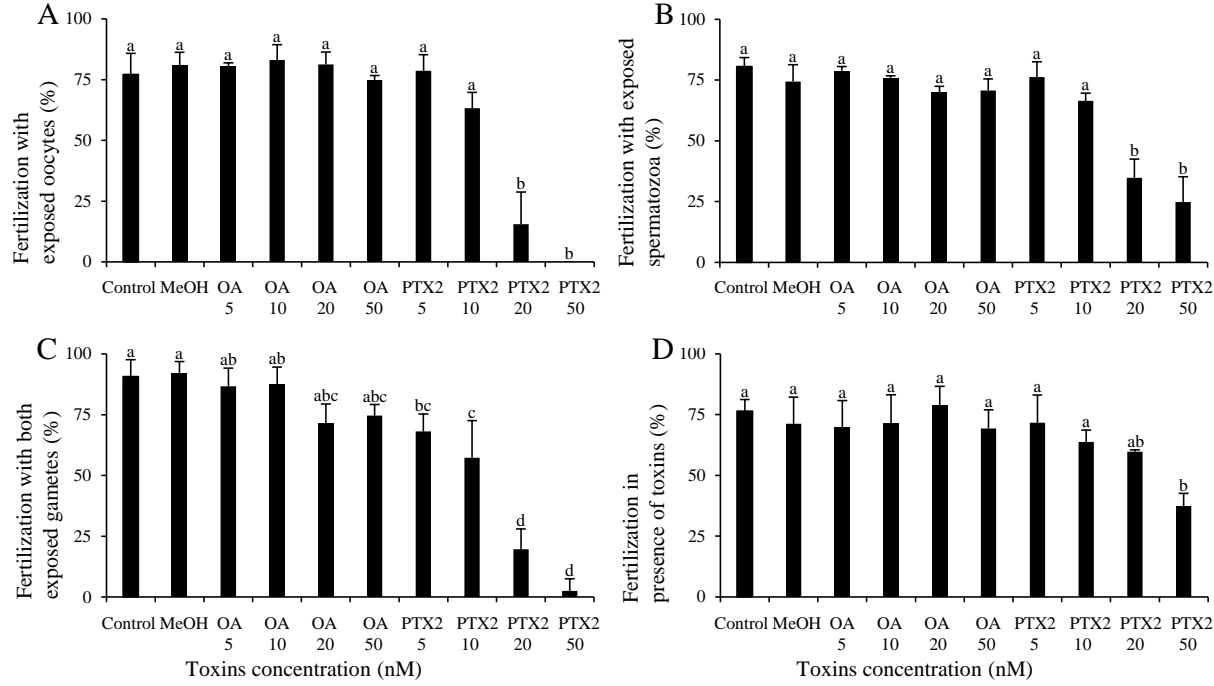 A
Fertilization with
exposed oocytes (%)
100
75
50
25
0
a a a a a a a a b b
Control MeOH OA OA OA OA PTX2 PTX2 PTX2 PTX2
5 10 20 50 5 10 20 50
B
Fertilization with exposed
spermatozoa (%)
100
75
50
25
0
a a a a a a a a b b
Control MeOH OA OA OA OA PTX2 PTX2 PTX2 PTX2
5 10 20 50 5 10 20 50
C
Fertilization with both
exposed gametes (%)
100
75
50
25
0
a a ab ab abc abc bc c d d
Control MeOH OA OA OA OA PTX2 PTX2 PTX2 PTX2
5 10 20 50 5 10 20 50
Toxins concentration (nM)
D
Fertilization in
presence of toxins (%)
100
75
50
25
0
a a a a a a a a ab b
Control MeOH OA OA OA OA PTX2 PTX2 PTX2 PTX2
5 10 20 50 5 10 20 50
Toxins concentration (nM)